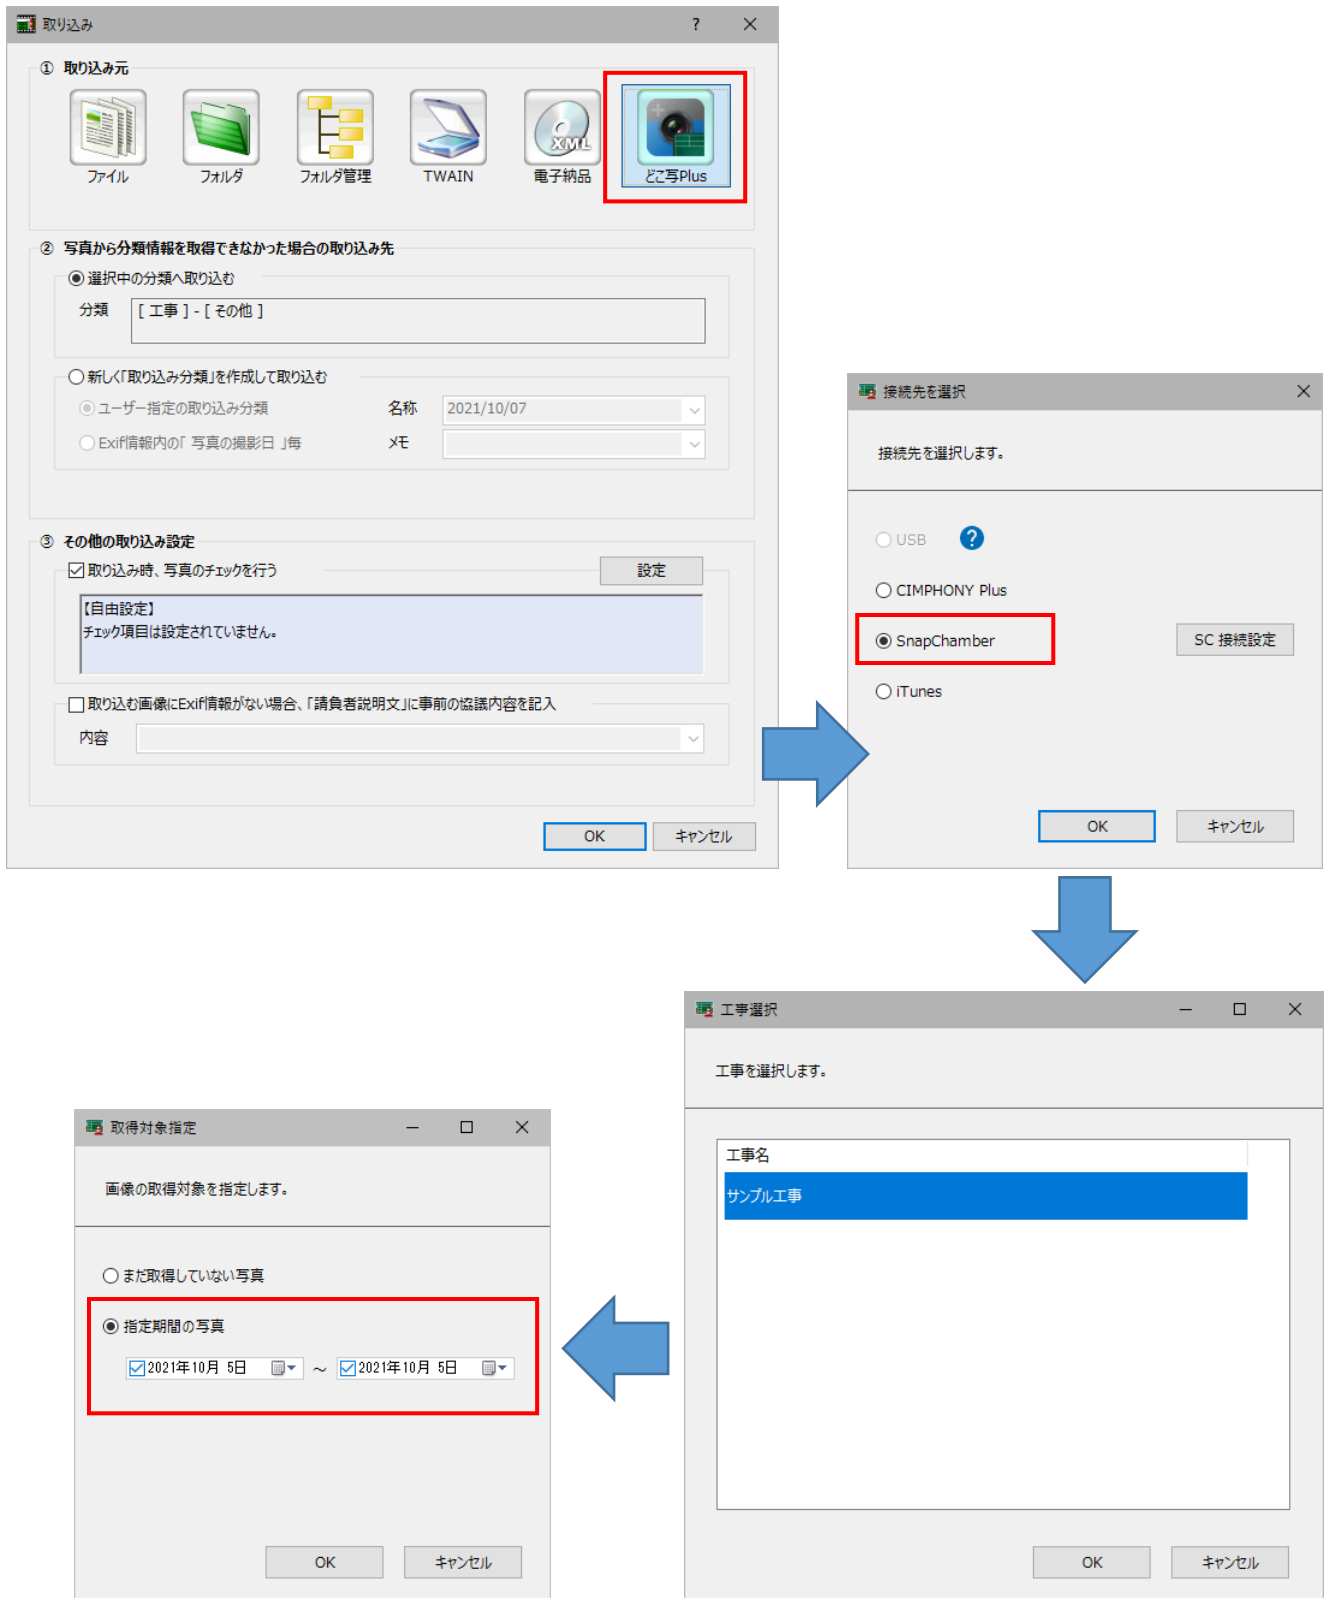 取り込み
① 取り込み元
ファイル フォルダ フォルダ管理 TWAIN 電子納品 どこ写Plus
XML
② 写真から分類情報を取得できなかった場合の取り込み先
選択中の分類へ取り込む
分類 [ 工事 ] - [ その他 ]
新しく「取り込み分類」を作成して取り込む
ユーザー指定の取り込み分類 名称 2021/10/07
Exif情報内の「 写真の撮影日 」毎 メモ
③ その他の取り込み設定
取り込み時、写真のチェックを行う 設定
【自由設定】
チェック項目は設定されていません。
取り込む画像にExif情報がない場合、「請負者説明文」に事前の協議内容を記入
内容
OK キャンセル
接続先を選択
接続先を選択します。
USB ?
CIMPHONY Plus
SnapChamber SC 接続設定
iTunes
OK キャンセル
工事選択
工事を選択します。
工事名
サンプル工事
OK キャンセル
取得対象指定
画像の取得対象を指定します。
まだ取得していない写真
指定期間の写真
2021年10月 5日 ～ 2021年10月 5日
OK キャンセル